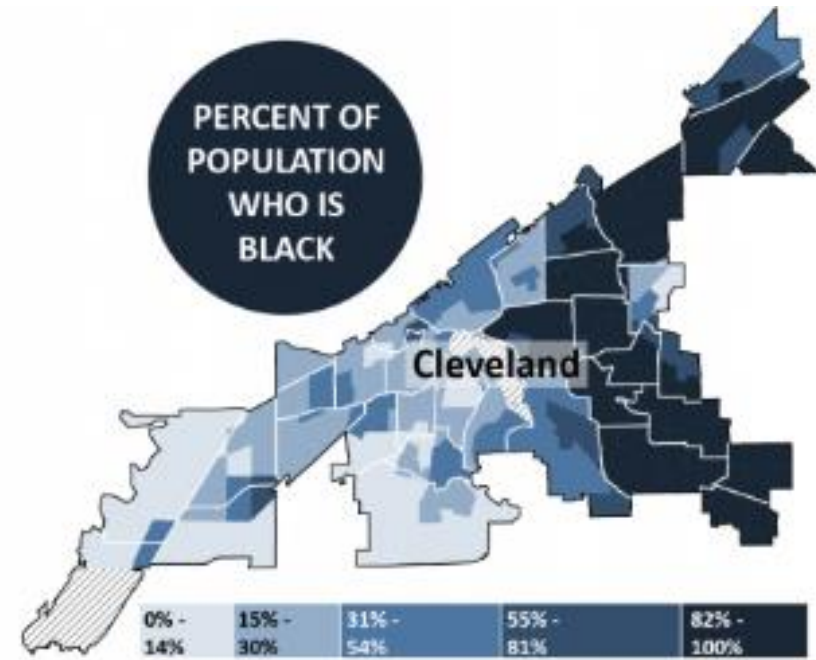 PERCENT OF
POPULATION
WHO IS
BLACK
Cleveland
0% - 15% - 31% - 55% - 82% -
14% 30% 54% 81% 100%